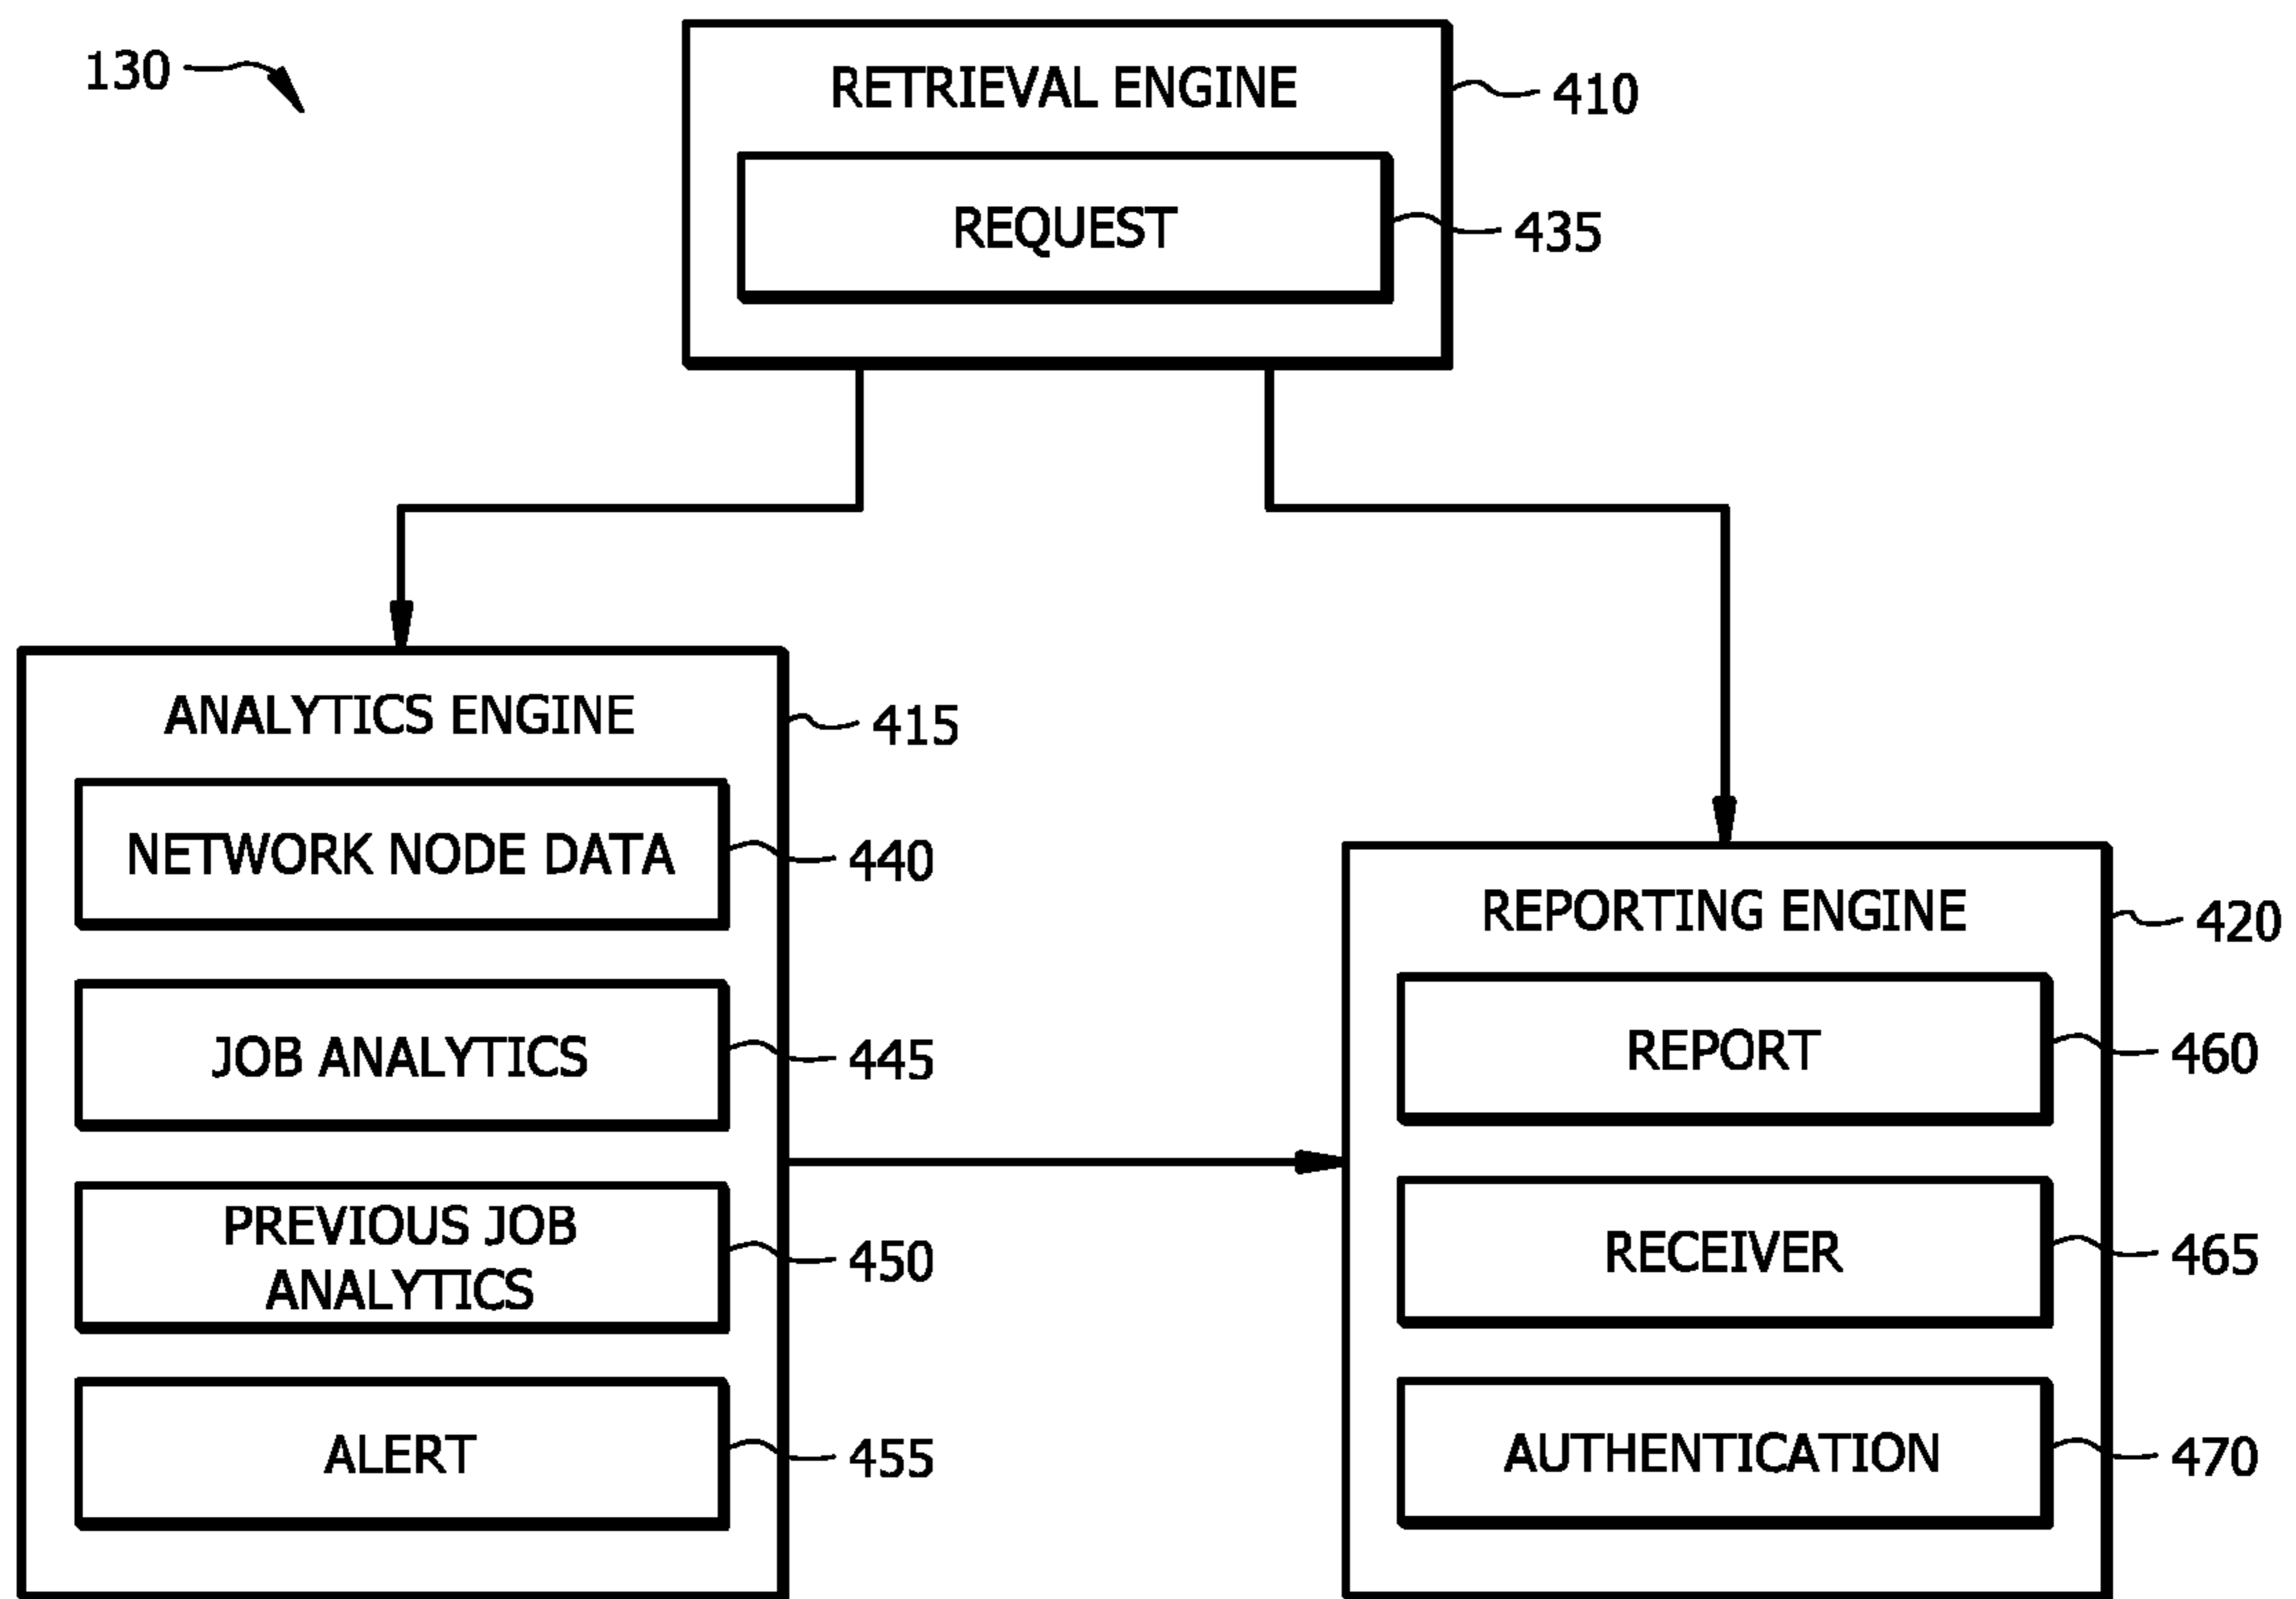 130
RETRIEVAL ENGINE
410
REQUEST
435
ANALYTICS ENGINE
415
NETWORK NODE DATA
440
JOB ANALYTICS
445
PREVIOUS JOB
ANALYTICS
450
ALERT
455
REPORTING ENGINE
420
REPORT
460
RECEIVER
465
AUTHENTICATION
470